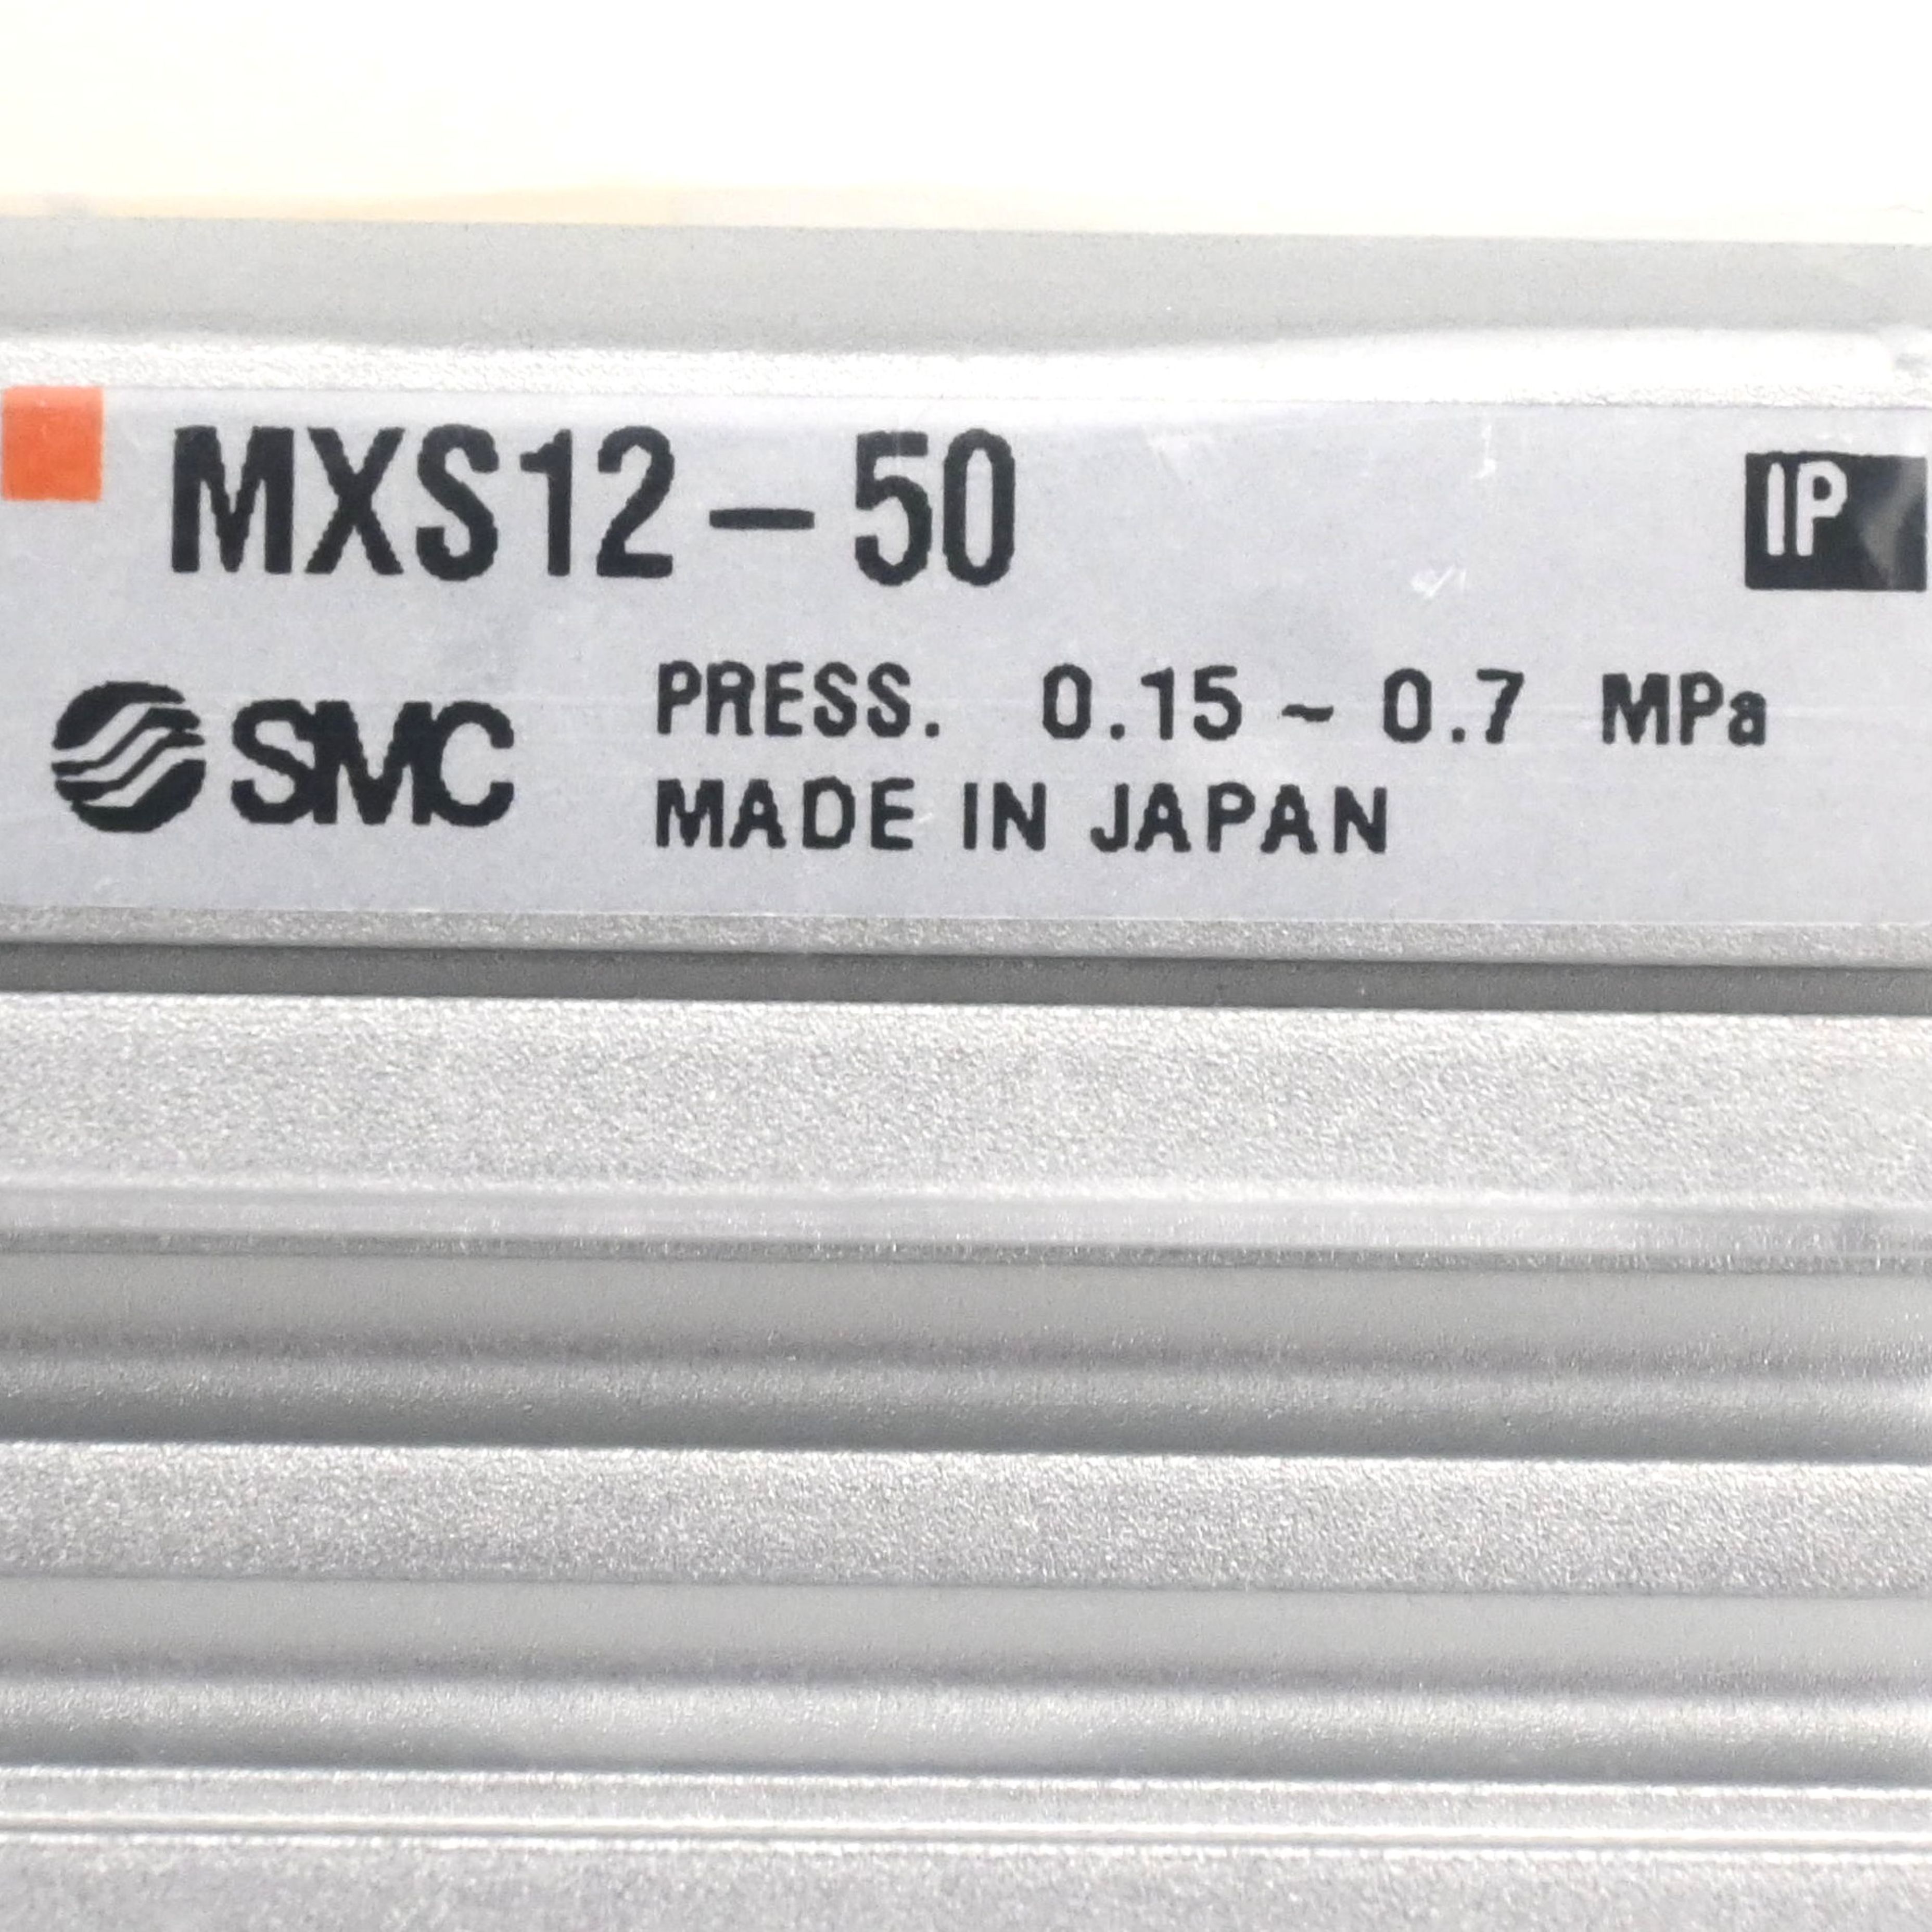 MXS12-50 IP
SMC PRESS. 0.15~0.7 MPa
MADE IN JAPAN